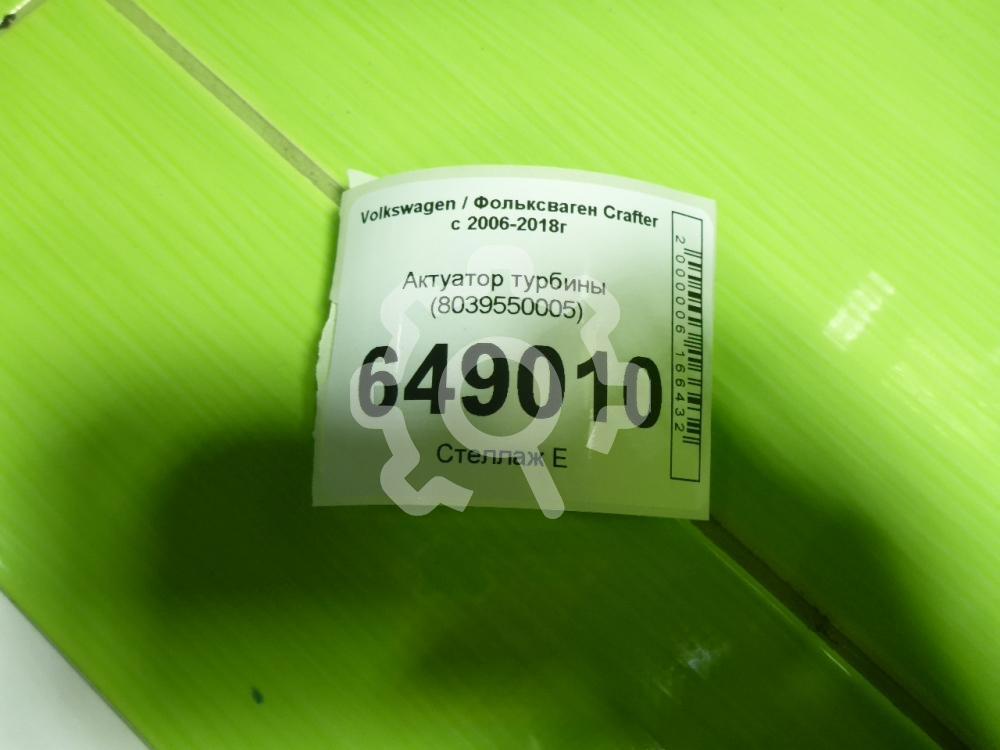 Volkswagen / Фольксваген Crafter
с 2006-2018г
Актуатор турбины
(8039550005)
649010
Стеллаж Е
2000006166432